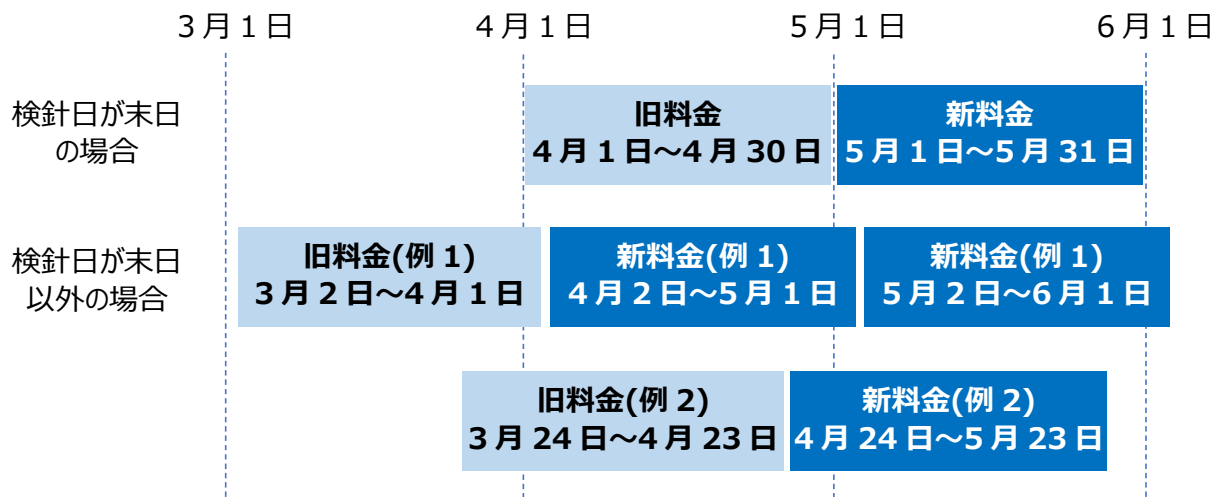 3月1日 4月1日 5月1日 6月1日
検針日が末日
の場合
旧料金
4月1日～4月30日
新料金
5月1日～5月31日
検針日が末日
以外の場合
旧料金(例1)
3月2日～4月1日
新料金(例1)
4月2日～5月1日
新料金(例1)
5月2日～6月1日
旧料金(例2)
3月24日～4月23日
新料金(例2)
4月24日～5月23日